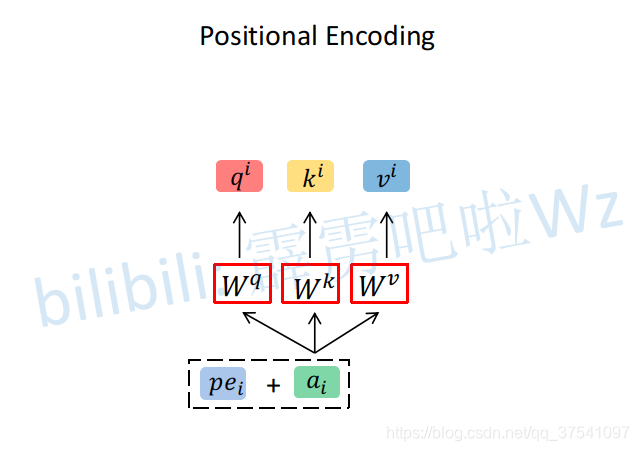 Positional Encoding
q^i k^i v^i
bilibili:霹雳吧啦Wz
W^q W^k W^v
pe_i + a_i
https://blog.csdn.net/qq_37541097